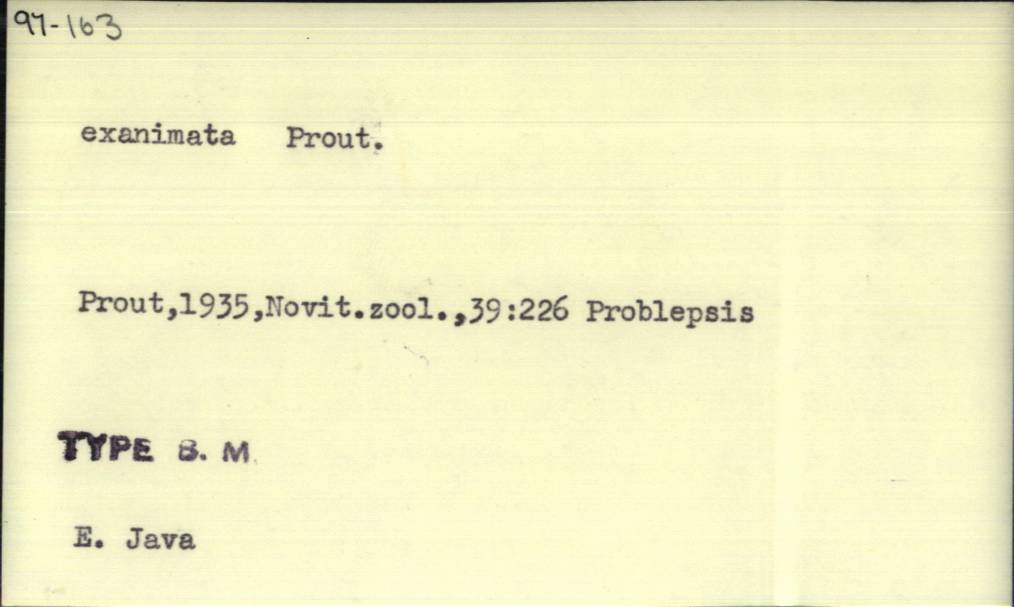 97-163
exanimata Prout.
Prout,1935,Novit.zool.,39:226 Problepsis
TYPE B. M
E. Java